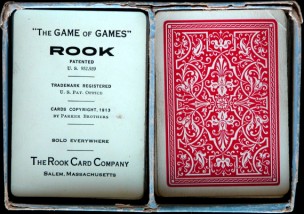 "THE GAME OF GAMES"
ROOK
PATENTED
TRADEMARK REGISTERED
U.S. PAT. OFFICE
CARDS COPYRIGHT, 1913
BY PARKER BROTHERS
SOLD EVERYWHERE
THE ROOK CARD COMPANY
SALEM, MASSACHUSETTS